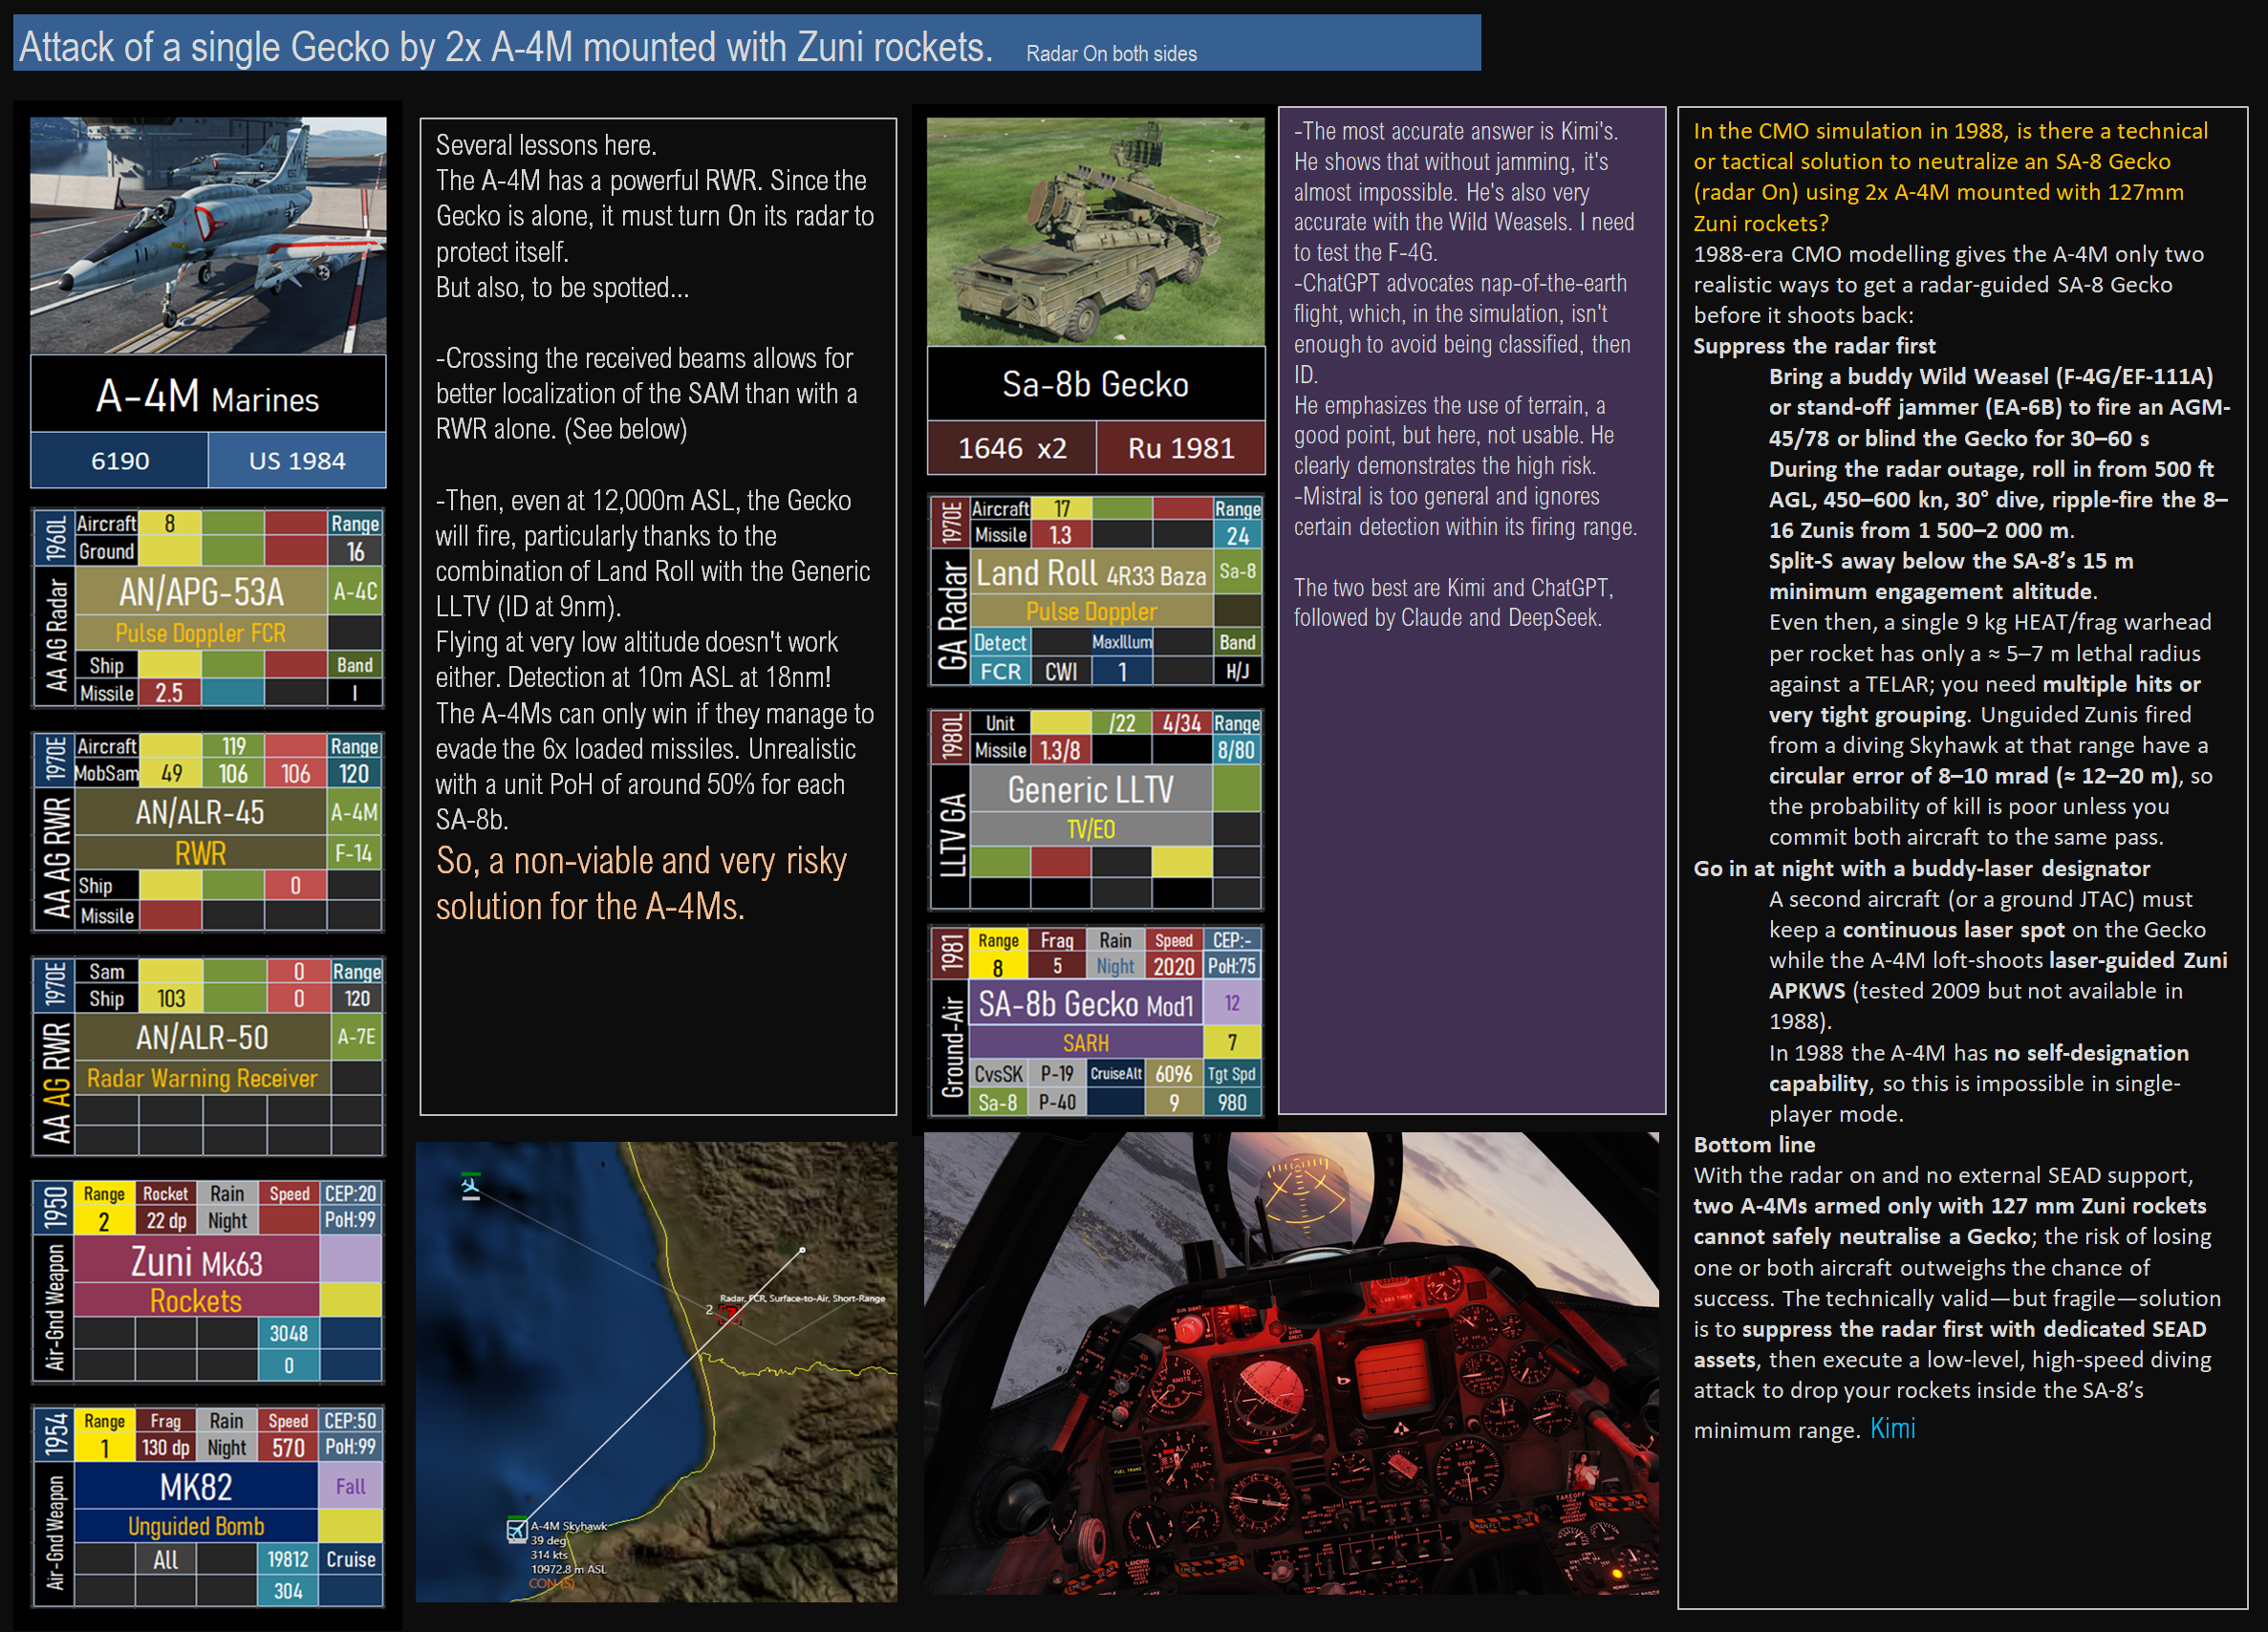 Attack of a single Gecko by 2x A-4M mounted with Zuni rockets. Radar On both sides
A-4M Marines
6190 US 1984
1960L Aircraft 8 Range
Ground 16
AA AG Radar
AN/APG-53A A-4C
Pulse Doppler FCR
Ship Band
Missile 2.5 I
1970E Aircraft 119 Range
MobSam 49 106 106 120
AA AG RWR
AN/ALR-45 A-4M
RWR F-14
Ship 0
Missile
1970E Sam 0 Range
Ship 103 0 120
AA AG RWR
AN/ALR-50 A-7E
Radar Warning Receiver
1950 Range Rocket Rain Speed CEP:20
2 22 dp Night PoH:99
Air-Gnd Weapon
Zuni Mk63
Rockets
3048
0
1954 Range Frag Rain Speed CEP:50
1 130 dp Night 570 PoH:99
Air-Gnd Weapon
MK82 Fall
Unguided Bomb
All 19812 Cruise
304
Several lessons here.
The A-4M has a powerful RWR. Since the
Gecko is alone, it must turn On its radar to
protect itself.
But also, to be spotted...
-Crossing the received beams allows for
better localization of the SAM than with a
RWR alone. (See below)
-Then, even at 12,000m ASL, the Gecko
will fire, particularly thanks to the
combination of Land Roll with the Generic
LLTV (ID at 9nm).
Flying at very low altitude doesn't work
either. Detection at 10m ASL at 18nm!
The A-4Ms can only win if they manage to
evade the 6x loaded missiles. Unrealistic
with a unit PoH of around 50% for each
SA-8b.
So, a non-viable and very risky
solution for the A-4Ms.
2
Radar, FCR, Surface-to-Air, Short-Range
A-4M Skyhawk
39 deg
314 kts
10972.8 m ASL
CON (S)
Sa-8b Gecko
1646 x2 Ru 1981
1970E Aircraft 17 Range
Missile 1.3 24
GA Radar
Land Roll 4R33 Baza Sa-8
Pulse Doppler
Detect MaxIllum Band
FCR CWI 1 H/J
1980L Unit /22 4/34 Range
Missile 1.3/8 8/80
LLTV GA
Generic LLTV
TV/EO
1981 Range Frag Rain Speed CEP:-
8 5 Night 2020 PoH:75
Ground-Air
SA-8b Gecko Mod1 12
SARH 7
CvsSK P-19 CruiseAlt 6096 Tgt Spd
Sa-8 P-40 9 980
-The most accurate answer is Kimi's.
He shows that without jamming, it's
almost impossible. He's also very
accurate with the Wild Weasels. I need
to test the F-4G.
-ChatGPT advocates nap-of-the-earth
flight, which, in the simulation, isn't
enough to avoid being classified, then
ID.
He emphasizes the use of terrain, a
good point, but here, not usable. He
clearly demonstrates the high risk.
-Mistral is too general and ignores
certain detection within its firing range.
The two best are Kimi and ChatGPT,
followed by Claude and DeepSeek.
In the CMO simulation in 1988, is there a technical
or tactical solution to neutralize an SA-8 Gecko
(radar On) using 2x A-4M mounted with 127mm
Zuni rockets?
1988-era CMO modelling gives the A-4M only two
realistic ways to get a radar-guided SA-8 Gecko
before it shoots back:
Suppress the radar first
Bring a buddy Wild Weasel (F-4G/EF-111A)
or stand-off jammer (EA-6B) to fire an AGM-
45/78 or blind the Gecko for 30–60 s
During the radar outage, roll in from 500 ft
AGL, 450–600 kn, 30° dive, ripple-fire the 8–
16 Zunis from 1 500–2 000 m.
Split-S away below the SA-8’s 15 m
minimum engagement altitude.
Even then, a single 9 kg HEAT/frag warhead
per rocket has only a ≈ 5–7 m lethal radius
against a TELAR; you need multiple hits or
very tight grouping. Unguided Zunis fired
from a diving Skyhawk at that range have a
circular error of 8–10 mrad (≈ 12–20 m), so
the probability of kill is poor unless you
commit both aircraft to the same pass.
Go in at night with a buddy-laser designator
A second aircraft (or a ground JTAC) must
keep a continuous laser spot on the Gecko
while the A-4M loft-shoots laser-guided Zuni
APKWS (tested 2009 but not available in
1988).
In 1988 the A-4M has no self-designation
capability, so this is impossible in single-
player mode.
Bottom line
With the radar on and no external SEAD support,
two A-4Ms armed only with 127 mm Zuni rockets
cannot safely neutralise a Gecko; the risk of losing
one or both aircraft outweighs the chance of
success. The technically valid—but fragile—solution
is to suppress the radar first with dedicated SEAD
assets, then execute a low-level, high-speed diving
attack to drop your rockets inside the SA-8’s
minimum range. Kimi